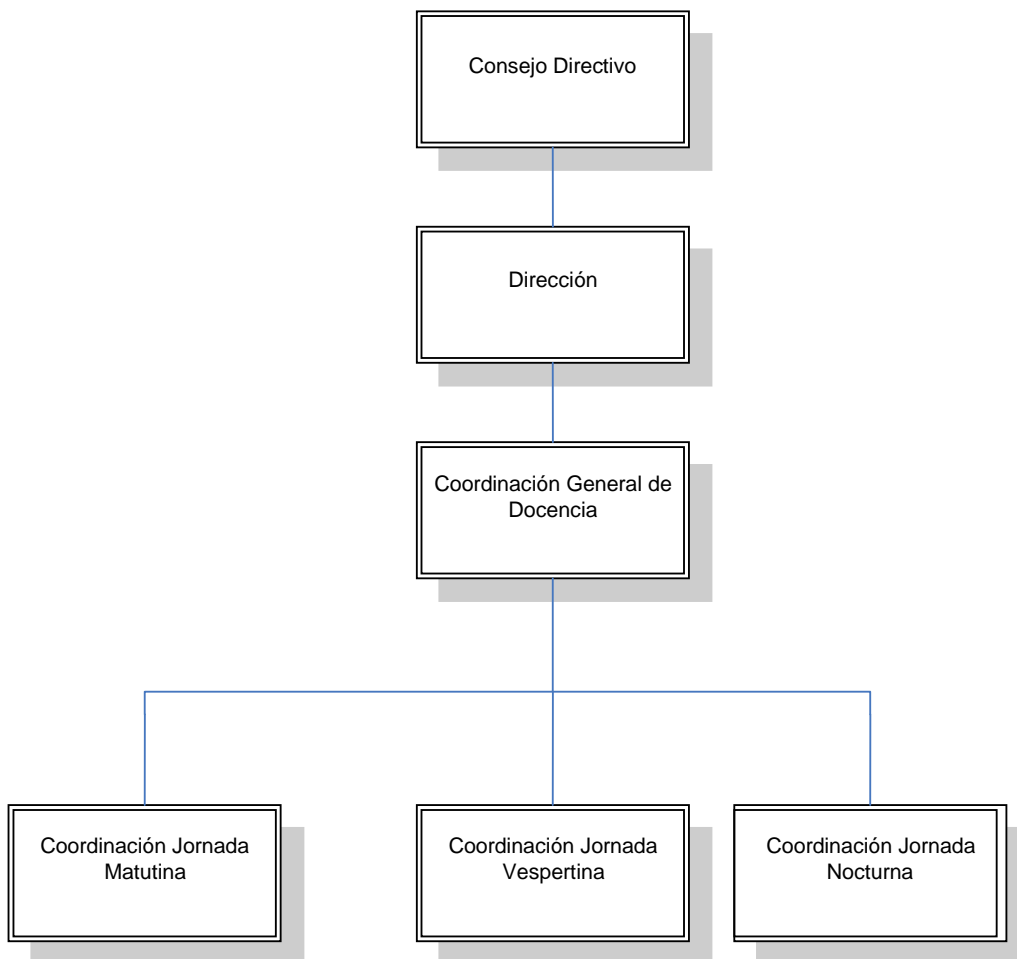 Consejo Directivo
Dirección
Coordinación General de
Docencia
Coordinación Jornada
Matutina
Coordinación Jornada
Vespertina
Coordinación Jornada
Nocturna